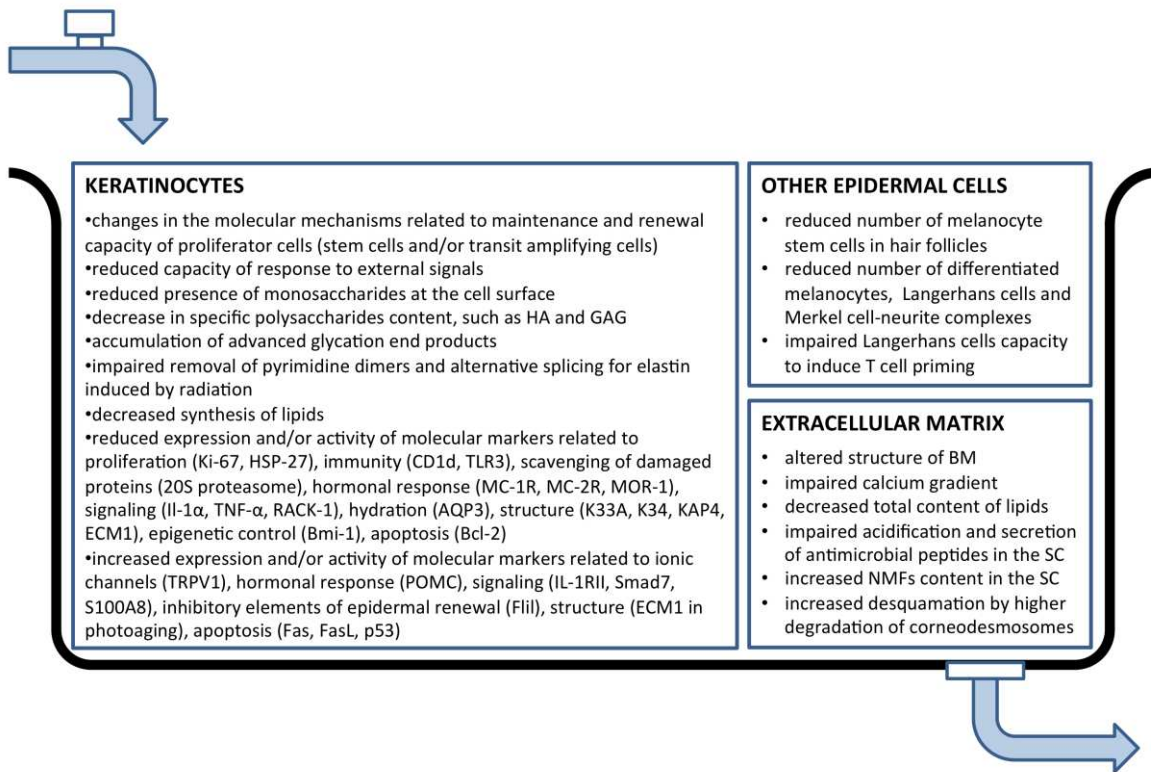 KERATINOCYTES
•changes in the molecular mechanisms related to maintenance and renewal
capacity of proliferator cells (stem cells and/or transit amplifying cells)
•reduced capacity of response to external signals
•reduced presence of monosaccharides at the cell surface
•decrease in specific polysaccharides content, such as HA and GAG
•accumulation of advanced glycation end products
•impaired removal of pyrimidine dimers and alternative splicing for elastin
induced by radiation
•decreased synthesis of lipids
•reduced expression and/or activity of molecular markers related to
proliferation (Ki-67, HSP-27), immunity (CD1d, TLR3), scavenging of damaged
proteins (20S proteasome), hormonal response (MC-1R, MC-2R, MOR-1),
signaling (Il-1α, TNF-α, RACK-1), hydration (AQP3), structure (K33A, K34, KAP4,
ECM1), epigenetic control (Bmi-1), apoptosis (Bcl-2)
•increased expression and/or activity of molecular markers related to ionic
channels (TRPV1), hormonal response (POMC), signaling (IL-1RII, Smad7,
S100A8), inhibitory elements of epidermal renewal (FliI), structure (ECM1 in
photoaging), apoptosis (Fas, FasL, p53)
OTHER EPIDERMAL CELLS
• reduced number of melanocyte
stem cells in hair follicles
• reduced number of differentiated
melanocytes, Langerhans cells and
Merkel cell-neurite complexes
• impaired Langerhans cells capacity
to induce T cell priming
EXTRACELLULAR MATRIX
• altered structure of BM
• impaired calcium gradient
• decreased total content of lipids
• impaired acidification and secretion
of antimicrobial peptides in the SC
• increased NMFs content in the SC
• increased desquamation by higher
degradation of corneodesmosomes